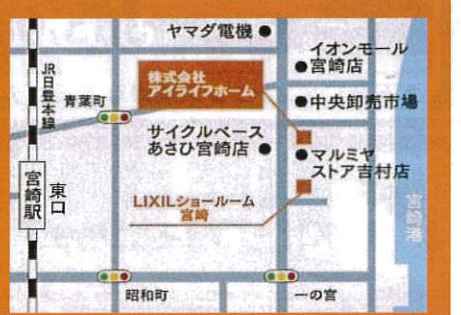 ヤマダ電機
イオンモール
宮崎店
株式会社
アイライフホーム
JR日豊本線
青葉町
中央卸売市場
サイクルベース
あさひ宮崎店
マルミヤ
ストア吉村店
宮崎駅
東口
LIXILショールーム
宮崎
宮崎港
昭和町
一の宮